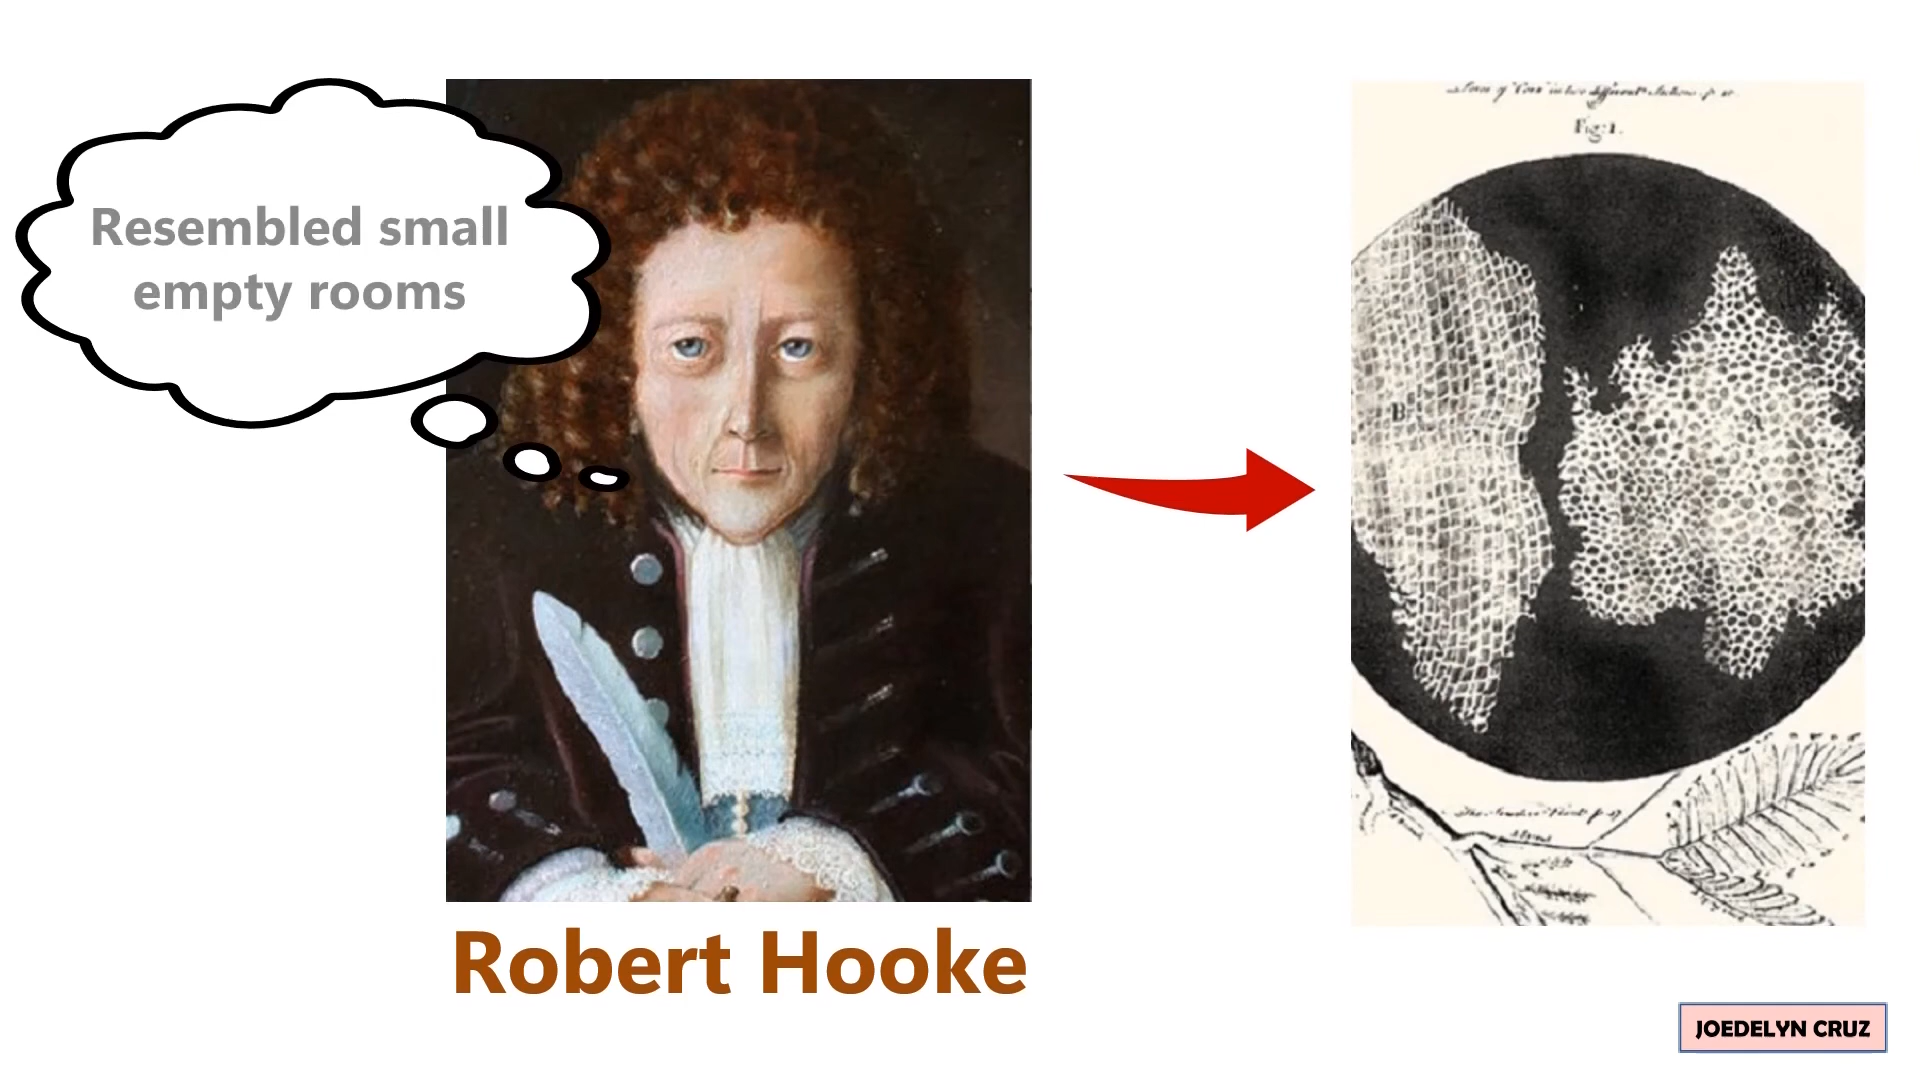 Resembled small
empty rooms
Fig: 1.
B
Robert Hooke
JOEDELYN CRUZ